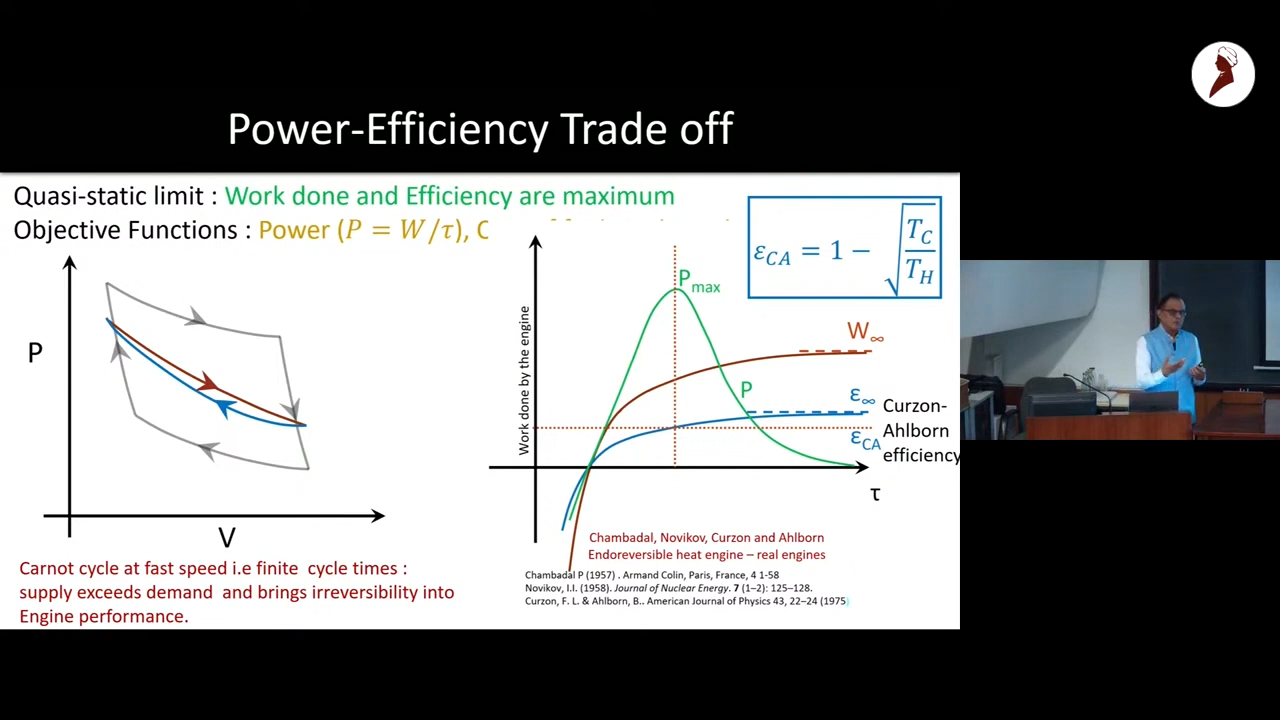 Power-Efficiency Trade off
Quasi-static limit : Work done and Efficiency are maximum
Objective Functions : Power (P = W/τ), C
ε_CA = 1 − √(T_C/T_H)
P
V
Carnot cycle at fast speed i.e finite cycle times :
supply exceeds demand and brings irreversibility into
Engine performance.
Work done by the engine
P_max
W_∞
P
ε_∞
ε_CA
Curzon-
Ahlborn
efficiency
τ
Chambadal, Novikov, Curzon and Ahlborn
Endoreversible heat engine – real engines
Chambadal P (1957) . Armand Colin, Paris, France, 4 1-58
Novikov, I.I. (1958). Journal of Nuclear Energy. 7 (1–2): 125–128.
Curzon, F. L. & Ahlborn, B.. American Journal of Physics 43, 22–24 (1975)